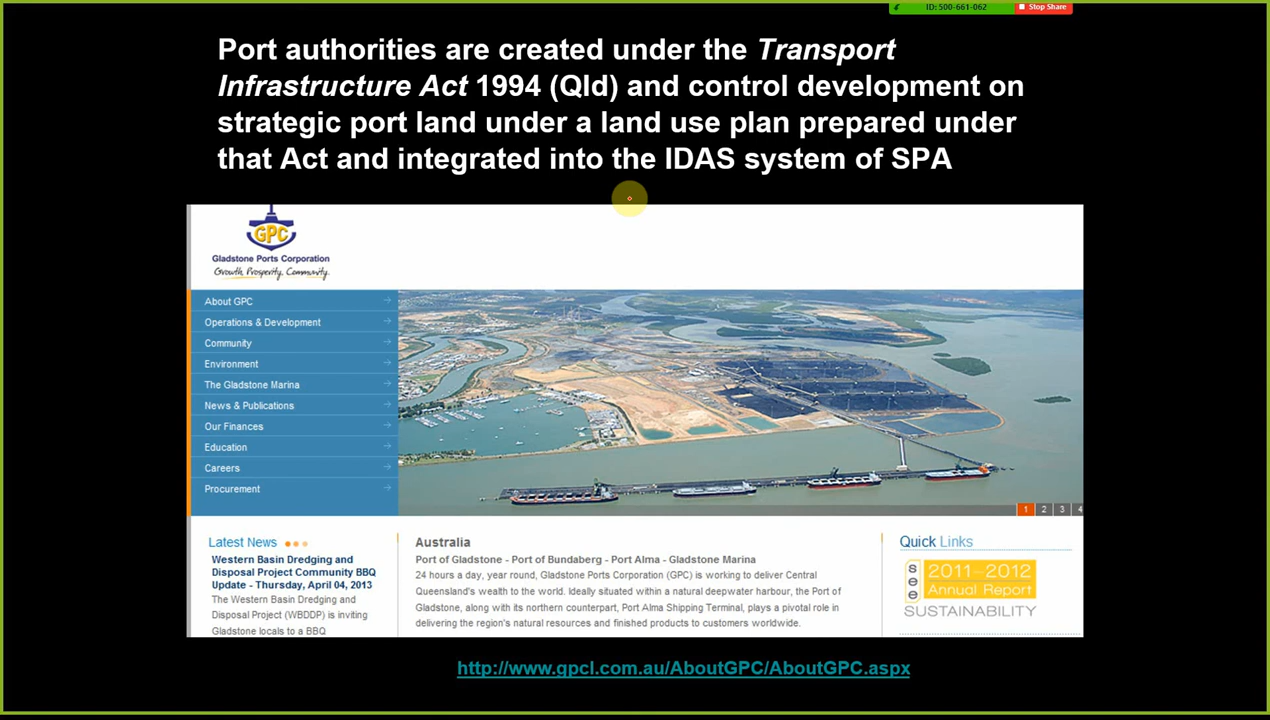 ID: 500-661-062
Stop Share
Port authorities are created under the Transport
Infrastructure Act 1994 (Qld) and control development on
strategic port land under a land use plan prepared under
that Act and integrated into the IDAS system of SPA
GPC
Gladstone Ports Corporation
Growth, Prosperity, Community.
About GPC
Operations & Development
Community
Environment
The Gladstone Marina
News & Publications
Our Finances
Education
Careers
Procurement
1 2 3 4
Latest News
Western Basin Dredging and
Disposal Project Community BBQ
Update - Thursday, April 04, 2013
The Western Basin Dredging and
Disposal Project (WBDDP) is inviting
Gladstone locals to a BBQ
Australia
Port of Gladstone - Port of Bundaberg - Port Alma - Gladstone Marina
24 hours a day, year round, Gladstone Ports Corporation (GPC) is working to deliver Central
Queensland's wealth to the world. Ideally situated within a natural deepwater harbour, the Port of
Gladstone, along with its northern counterpart, Port Alma Shipping Terminal, plays a pivotal role in
delivering the region's natural resources and finished products to customers worldwide.
Quick Links
see
2011-2012
Annual Report
SUSTAINABILITY
http://www.gpcl.com.au/AboutGPC/AboutGPC.aspx